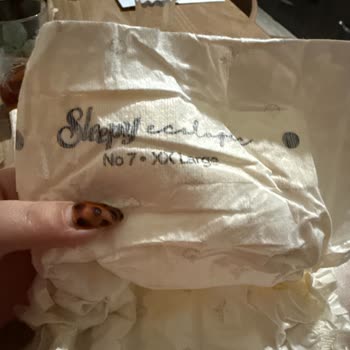 Sleepy ecologic
No 7 • XX Large